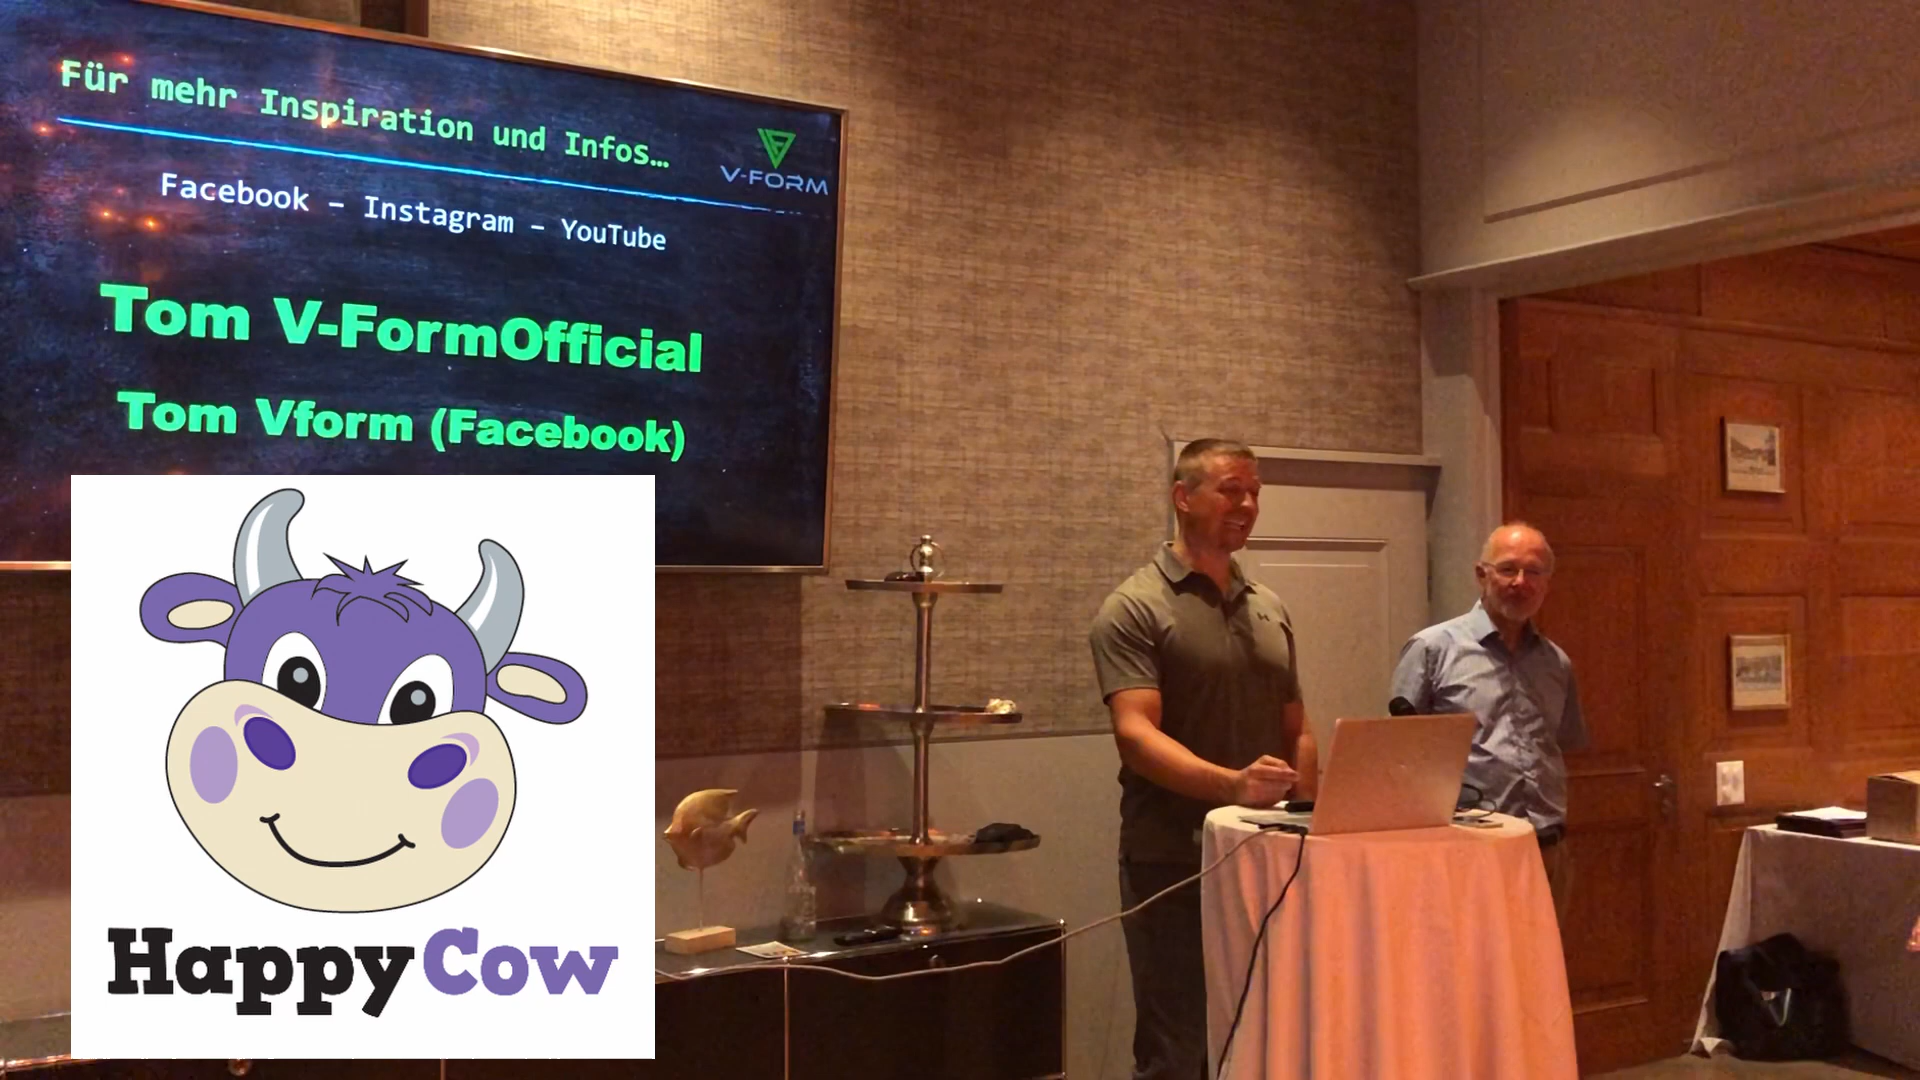 Für mehr Inspiration und Infos…
V-FORM
Facebook – Instagram – YouTube
Tom V-FormOfficial
Tom Vform (Facebook)
HappyCow